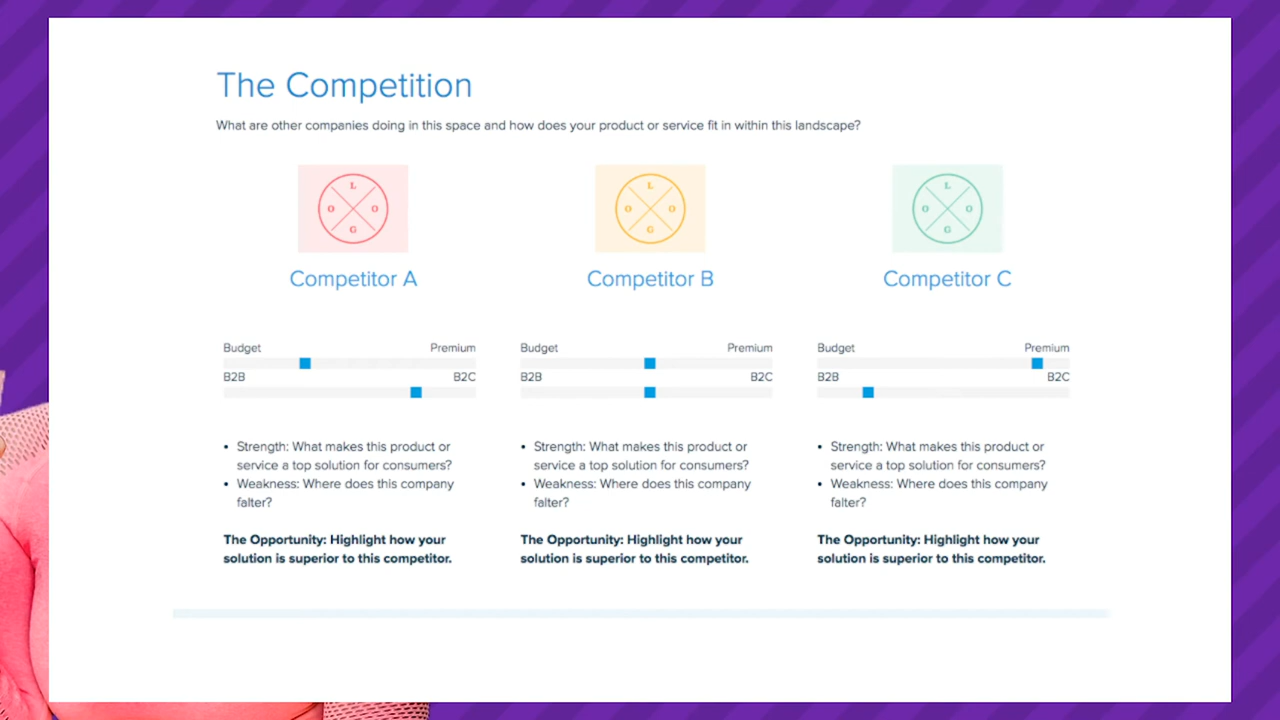 The Competition
What are other companies doing in this space and how does your product or service fit in within this landscape?
L
O O
G
Competitor A
Budget Premium
B2B B2C
• Strength: What makes this product or
service a top solution for consumers?
• Weakness: Where does this company
falter?
The Opportunity: Highlight how your
solution is superior to this competitor.
L
O O
G
Competitor B
Budget Premium
B2B B2C
• Strength: What makes this product or
service a top solution for consumers?
• Weakness: Where does this company
falter?
The Opportunity: Highlight how your
solution is superior to this competitor.
L
O O
G
Competitor C
Budget Premium
B2B B2C
• Strength: What makes this product or
service a top solution for consumers?
• Weakness: Where does this company
falter?
The Opportunity: Highlight how your
solution is superior to this competitor.